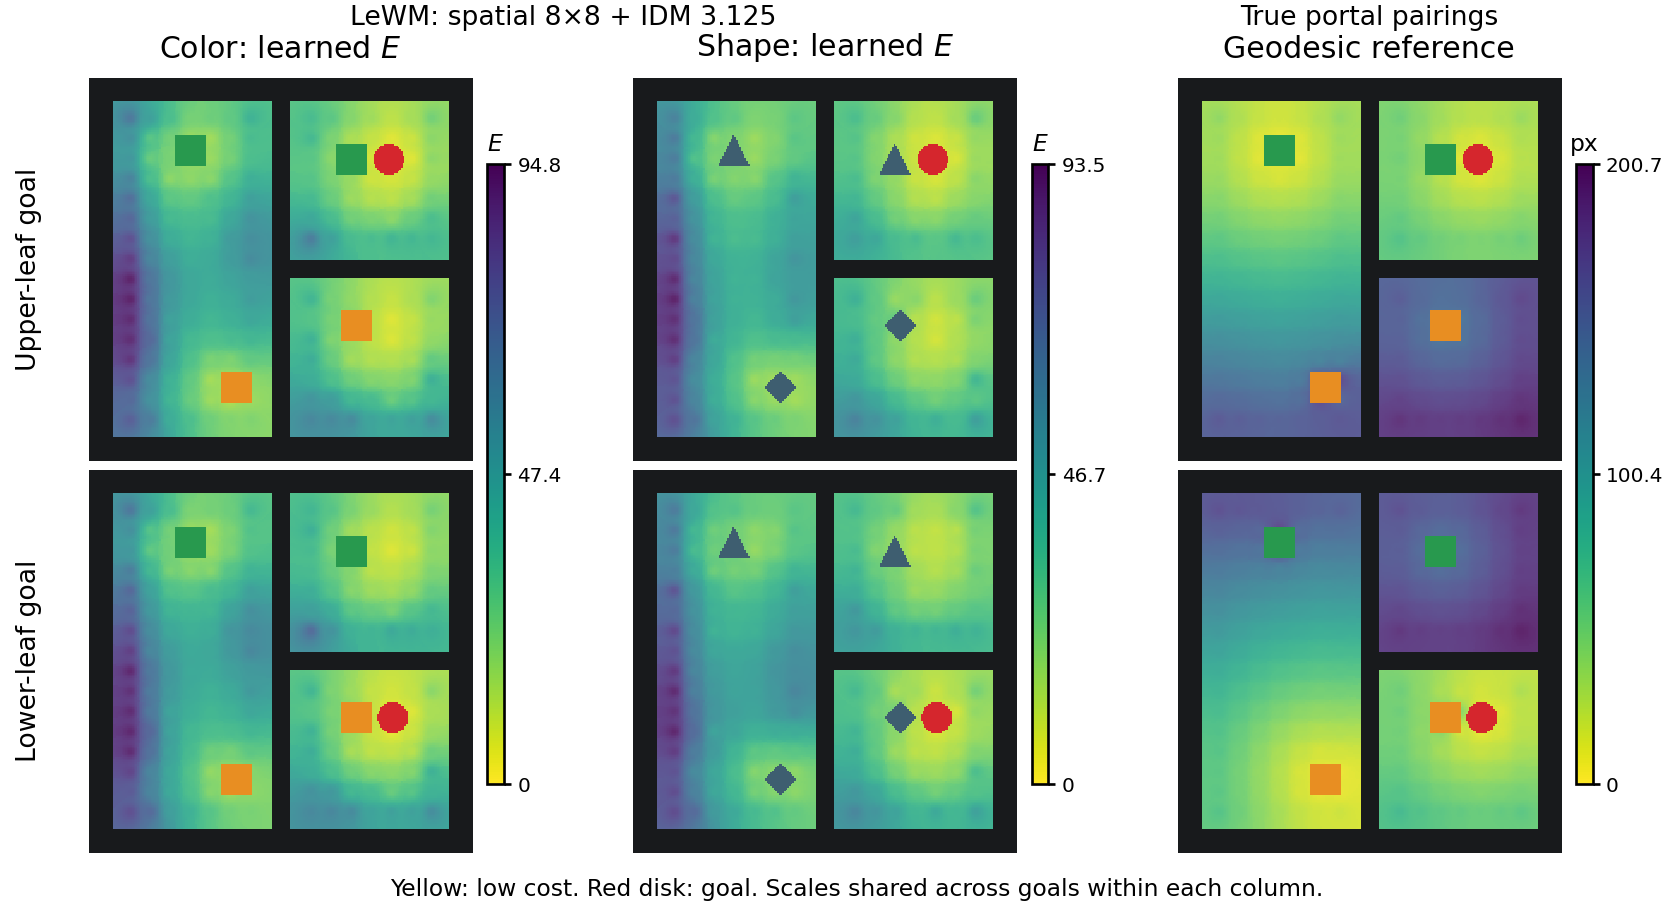 LeWM: spatial 8×8 + IDM 3.125
True portal pairings
Color: learned E
Shape: learned E
Geodesic reference
Upper-leaf goal
E
94.8
47.4
0
E
93.5
46.7
0
px
200.7
100.4
0
Lower-leaf goal
Yellow: low cost. Red disk: goal. Scales shared across goals within each column.